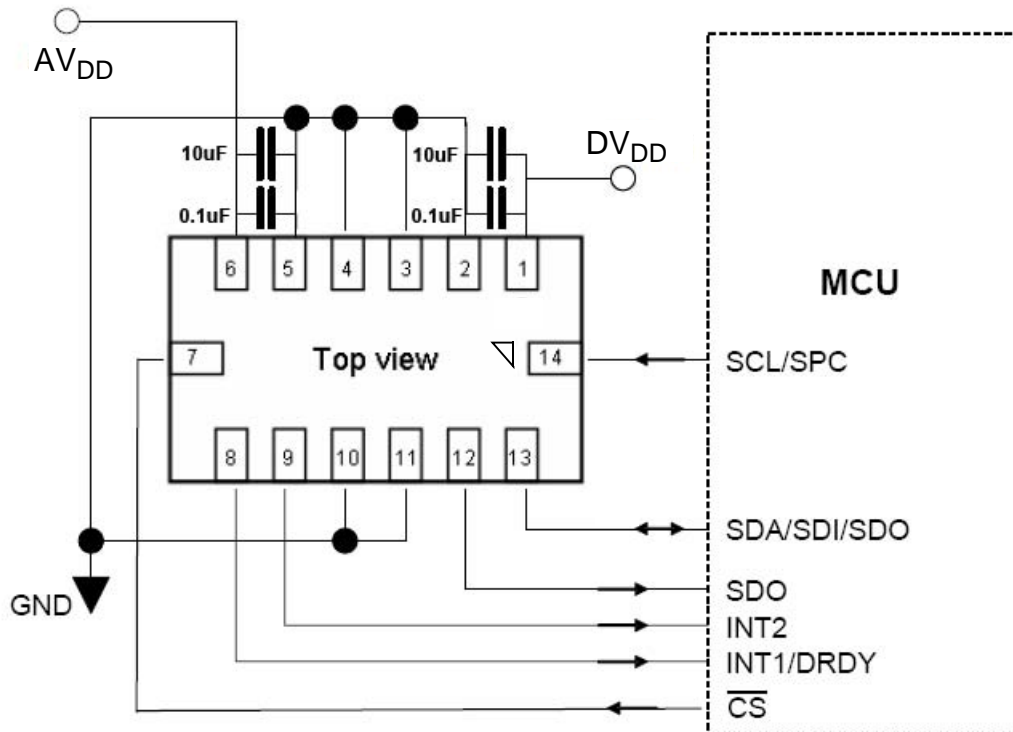 AVDD
10uF
10uF
DVDD
0.1uF
0.1uF
6 5 4 3 2 1
MCU
7
Top view
14
SCL/SPC
8 9 10 11 12 13
SDA/SDI/SDO
SDO
GND
INT2
INT1/DRDY
C̅S̅